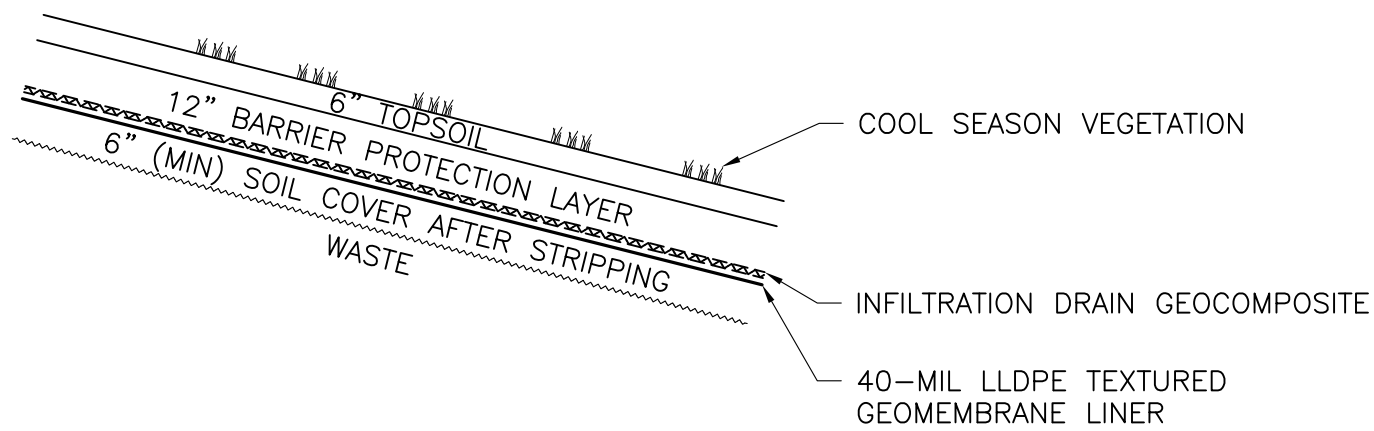 6” TOPSOIL
12” BARRIER PROTECTION LAYER
6” (MIN) SOIL COVER AFTER STRIPPING
WASTE
COOL SEASON VEGETATION
INFILTRATION DRAIN GEOCOMPOSITE
40-MIL LLDPE TEXTURED
GEOMEMBRANE LINER